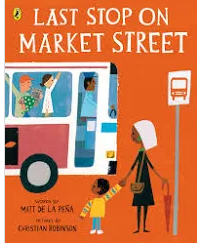 LAST STOP ON
MARKET STREET
WORDS BY
MATT DE LA PEÑA
PICTURES BY
CHRISTIAN ROBINSON